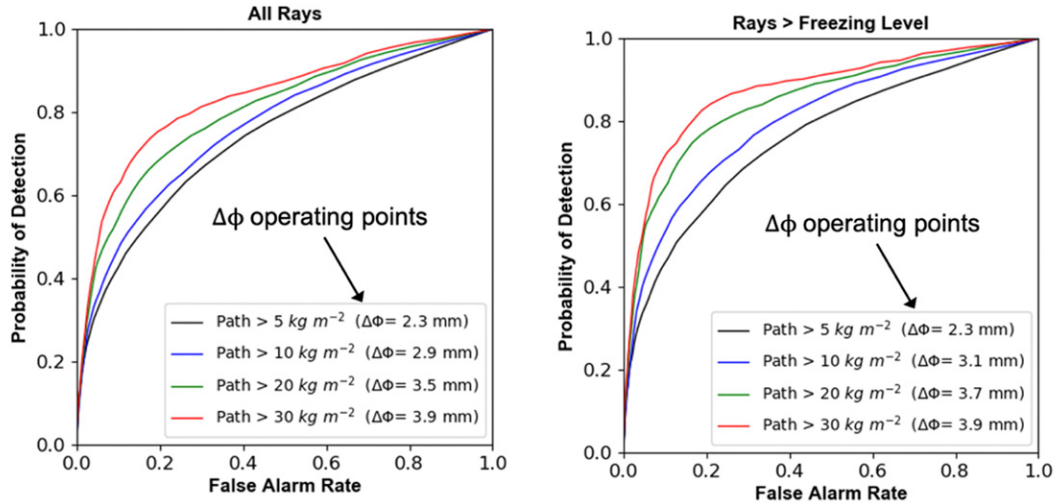 All Rays
Probability of Detection
1.0
0.8
0.6
0.4
0.2
0.0
Δϕ operating points
Path > 5 kg m⁻² (ΔΦ= 2.3 mm)
Path > 10 kg m⁻² (ΔΦ= 2.9 mm)
Path > 20 kg m⁻² (ΔΦ= 3.5 mm)
Path > 30 kg m⁻² (ΔΦ= 3.9 mm)
0.0 0.2 0.4 0.6 0.8 1.0
False Alarm Rate
Rays > Freezing Level
Probability of Detection
1.0
0.8
0.6
0.4
0.2
0.0
Δϕ operating points
Path > 5 kg m⁻² (ΔΦ= 2.3 mm)
Path > 10 kg m⁻² (ΔΦ= 3.1 mm)
Path > 20 kg m⁻² (ΔΦ= 3.7 mm)
Path > 30 kg m⁻² (ΔΦ= 3.9 mm)
0.0 0.2 0.4 0.6 0.8 1.0
False Alarm Rate